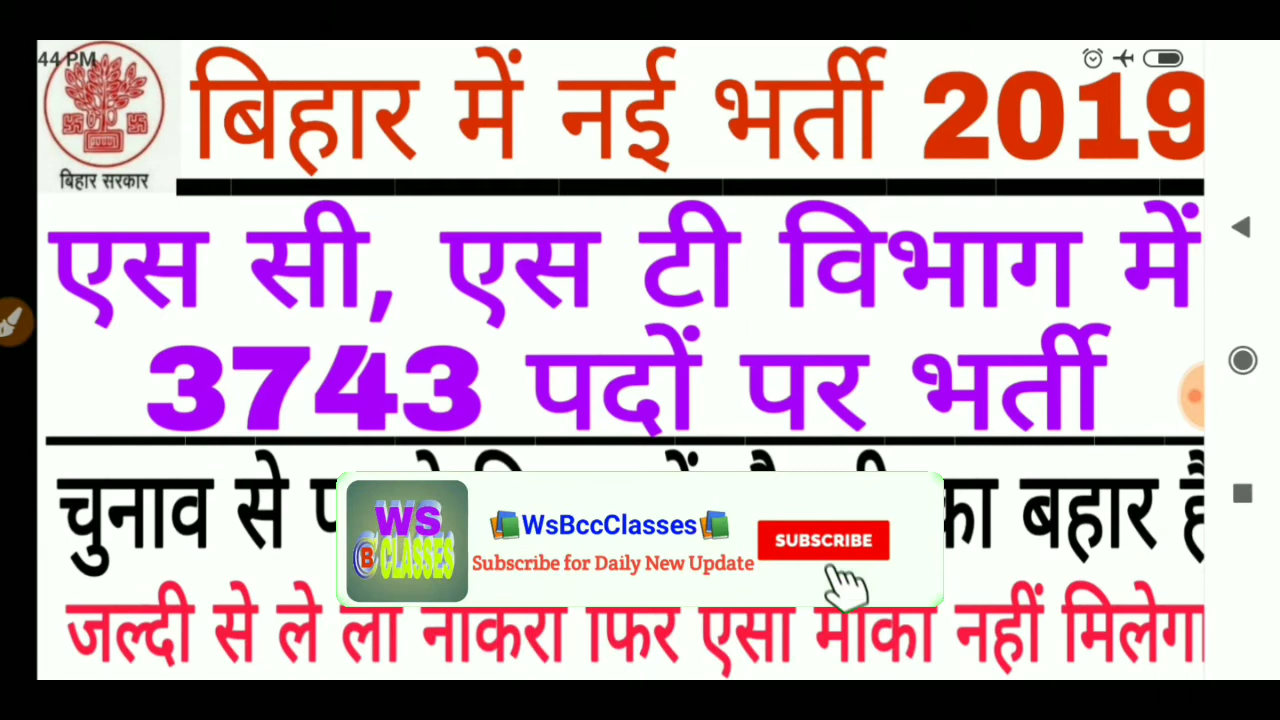 44 PM
बिहार में नई भर्ती 2019
बिहार सरकार
एस सी, एस टी विभाग में
3743 पदों पर भर्ती
चुनाव से का बहार है
WS
B CLASSES
WsBccClasses
Subscribe for Daily New Update
SUBSCRIBE
जल्दी से ले लो नौकरी फिर ऐसा मौका नहीं मिलेगा